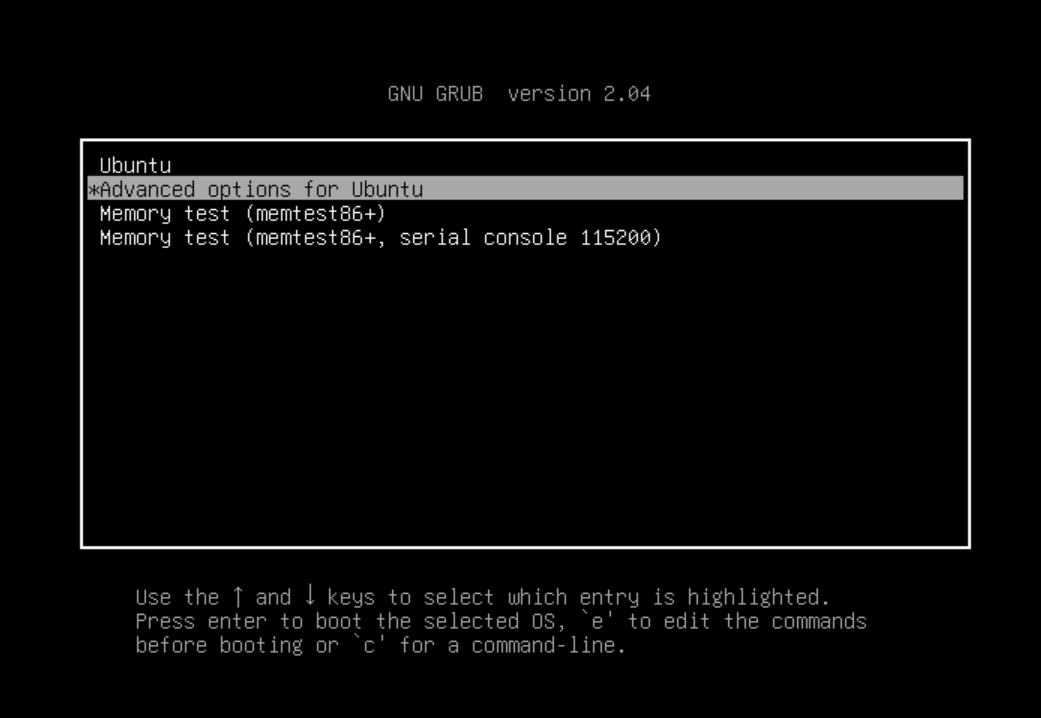 GNU GRUB  version 2.04
Ubuntu
*Advanced options for Ubuntu
Memory test (memtest86+)
Memory test (memtest86+, serial console 115200)
Use the ↑ and ↓ keys to select which entry is highlighted.
Press enter to boot the selected OS, `e' to edit the commands
before booting or `c' for a command-line.